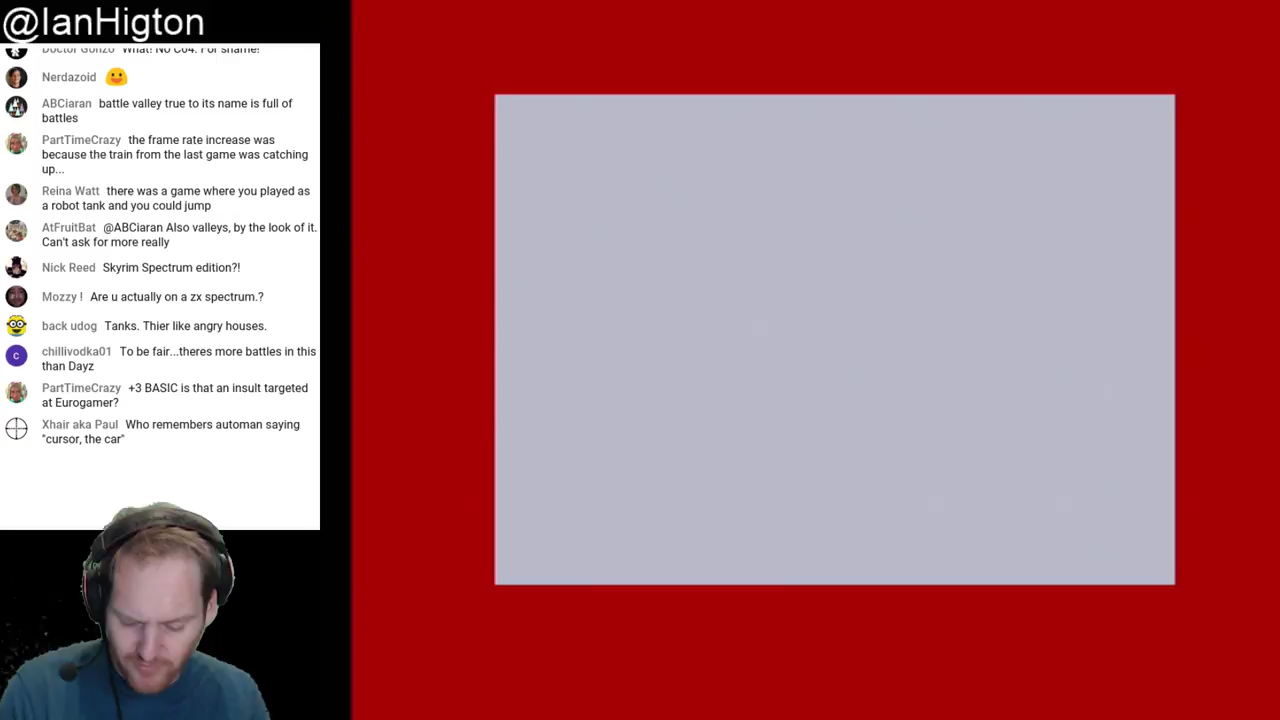 @IanHigton
Doctor Gonzo What! No C64. For shame!
Nerdazoid
ABCiaran battle valley true to its name is full of
battles
PartTimeCrazy the frame rate increase was
because the train from the last game was catching
up...
Reina Watt there was a game where you played as
a robot tank and you could jump
AtFruitBat @ABCiaran Also valleys, by the look of it.
Can't ask for more really
Nick Reed Skyrim Spectrum edition?!
Mozzy ! Are u actually on a zx spectrum.?
back udog Tanks. Thier like angry houses.
c
chillivodka01 To be fair...theres more battles in this
than Dayz
PartTimeCrazy +3 BASIC is that an insult targeted
at Eurogamer?
Xhair aka Paul Who remembers automan saying
"cursor, the car"